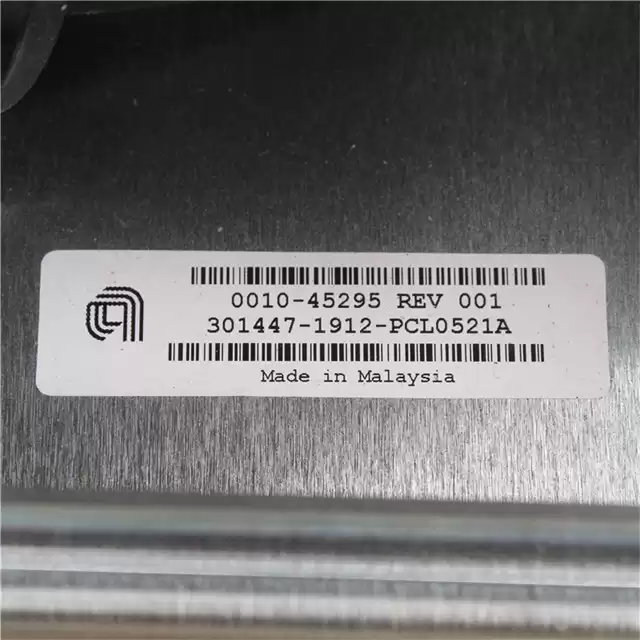 0010-45295 REV 001
301447-1912-PCL0521A
Made in Malaysia